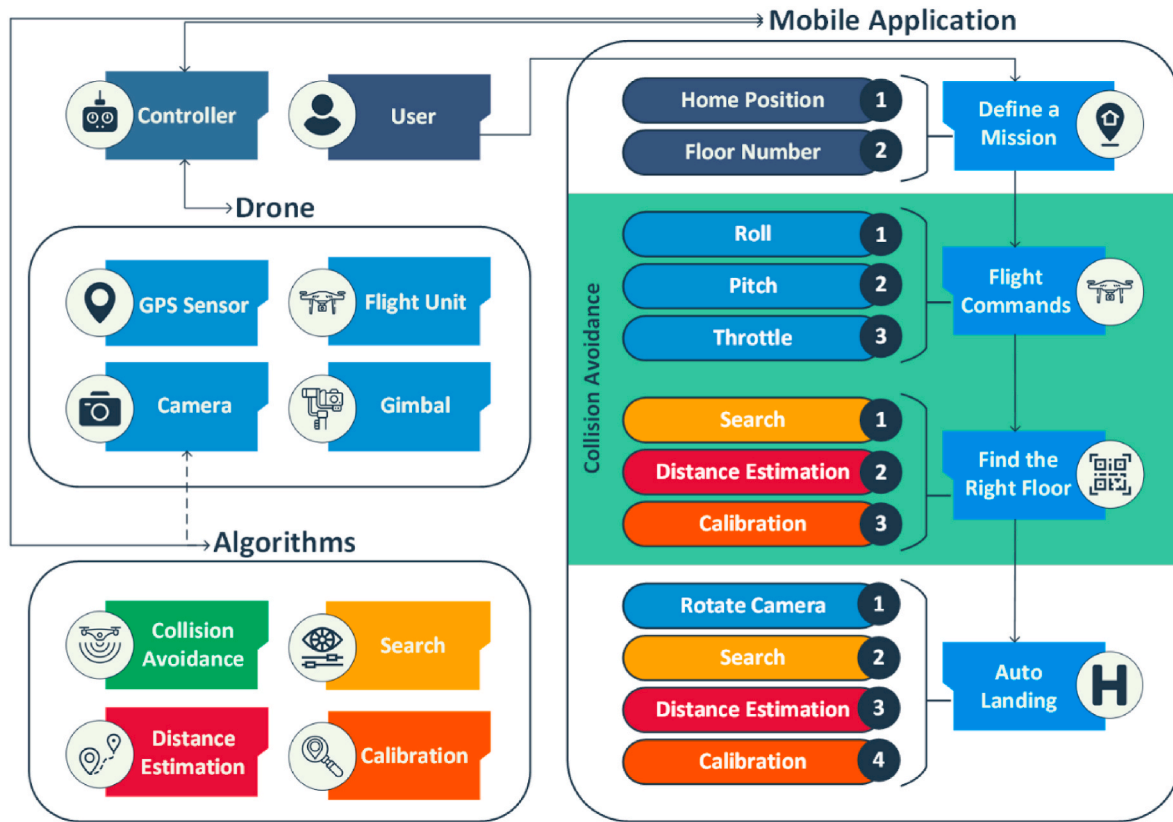 Mobile Application
Controller
User
Drone
GPS Sensor
Flight Unit
Camera
Gimbal
Algorithms
Collision
Avoidance
Search
Distance
Estimation
Calibration
Home Position 1
Floor Number 2
Define a
Mission
Collision Avoidance
Roll 1
Pitch 2
Throttle 3
Flight
Commands
Search 1
Distance Estimation 2
Calibration 3
Find the
Right Floor
Rotate Camera 1
Search 2
Distance Estimation 3
Calibration 4
Auto
Landing
H